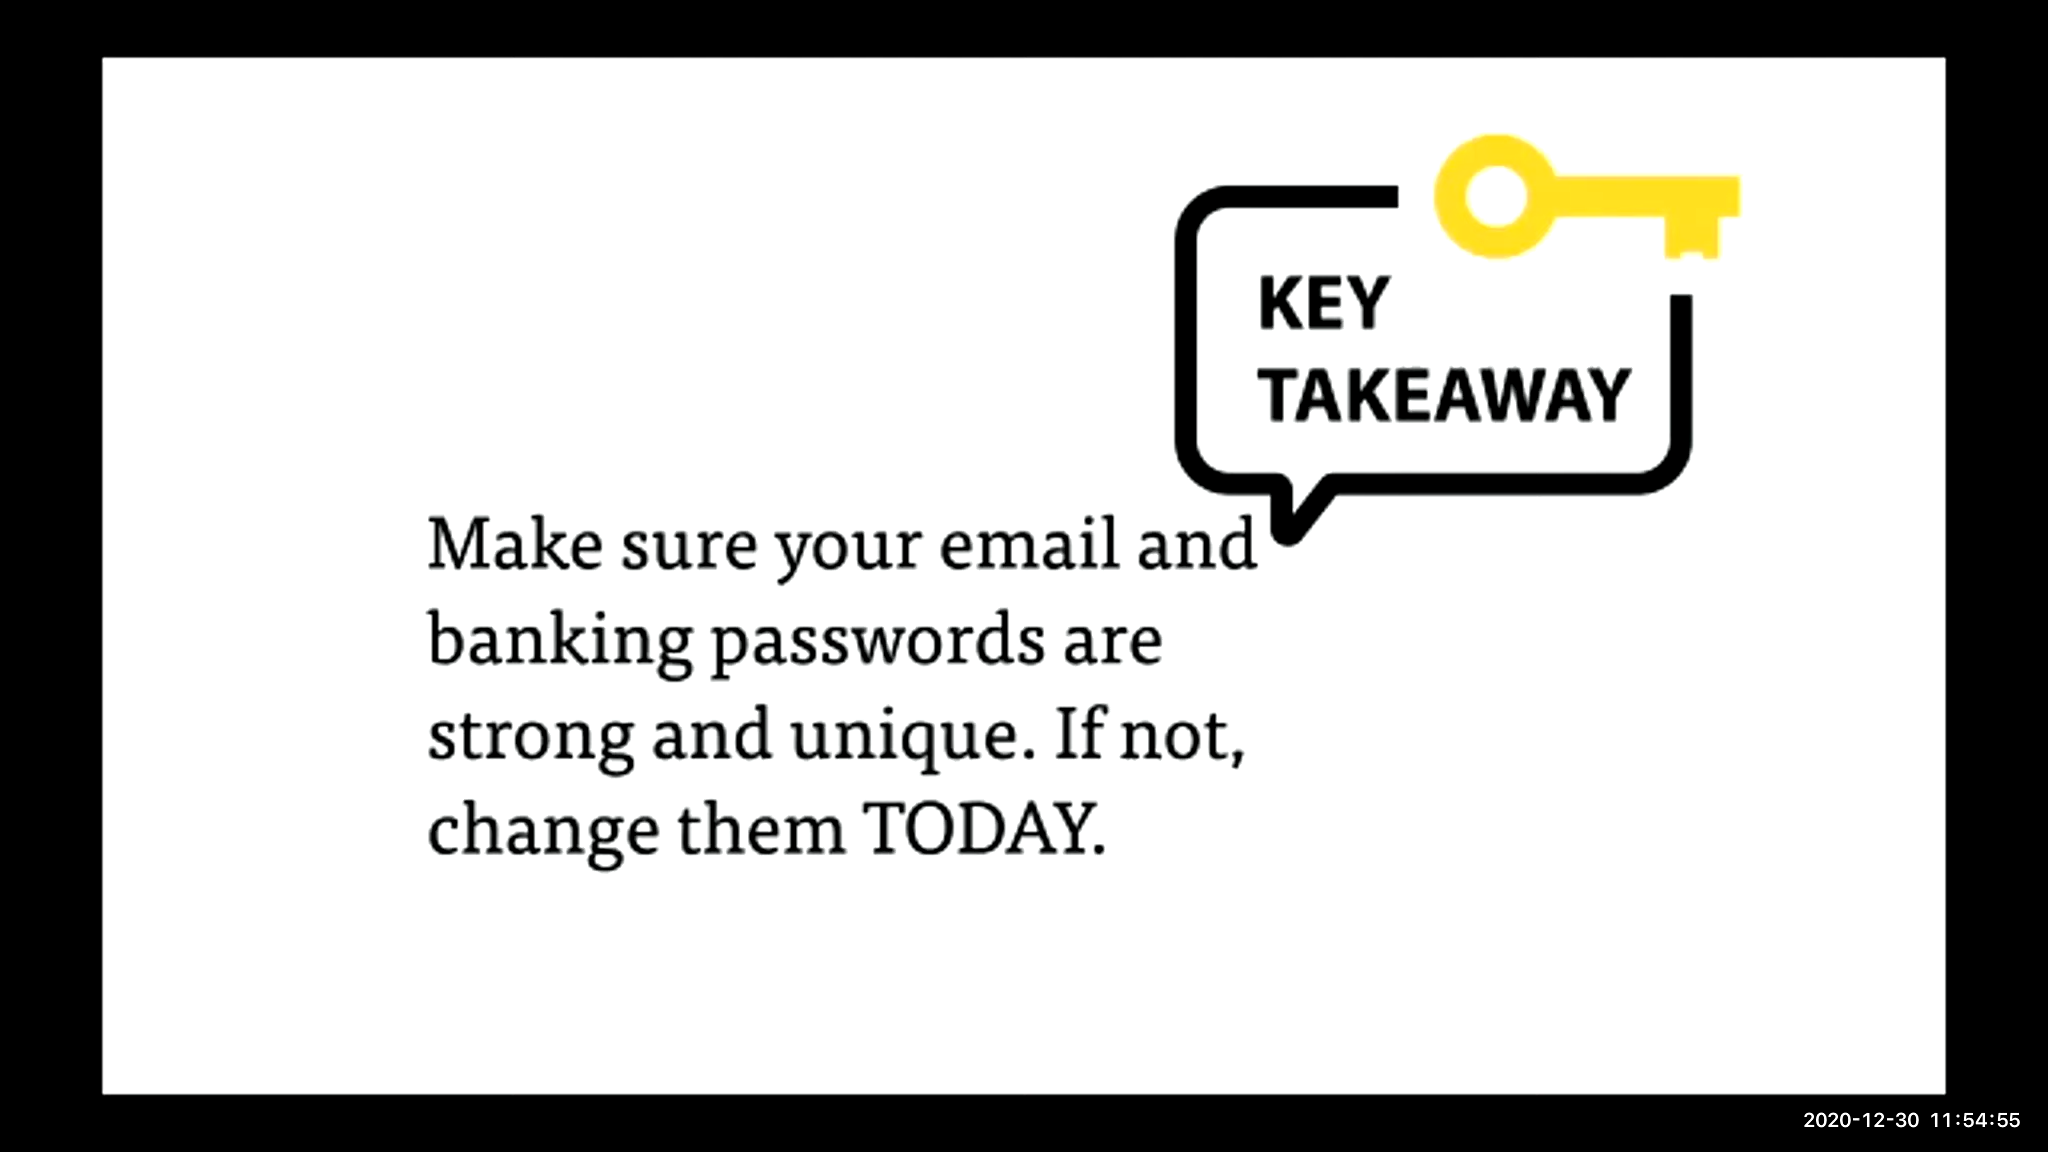 KEY
TAKEAWAY
Make sure your email and
banking passwords are
strong and unique. If not,
change them TODAY.
2020-12-30 11:54:55